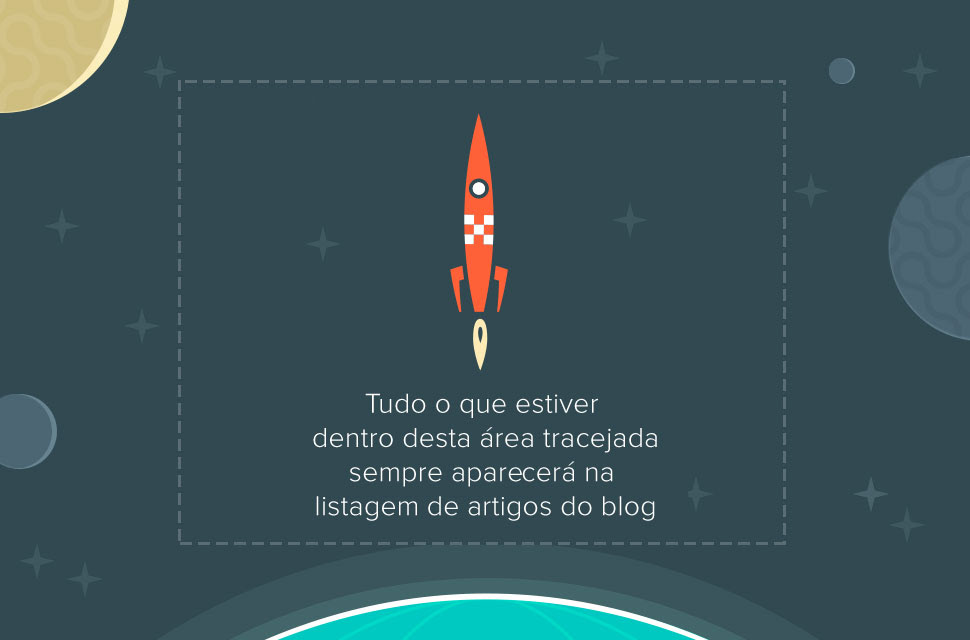 Tudo o que estiver
dentro desta área tracejada
sempre aparecerá na
listagem de artigos do blog